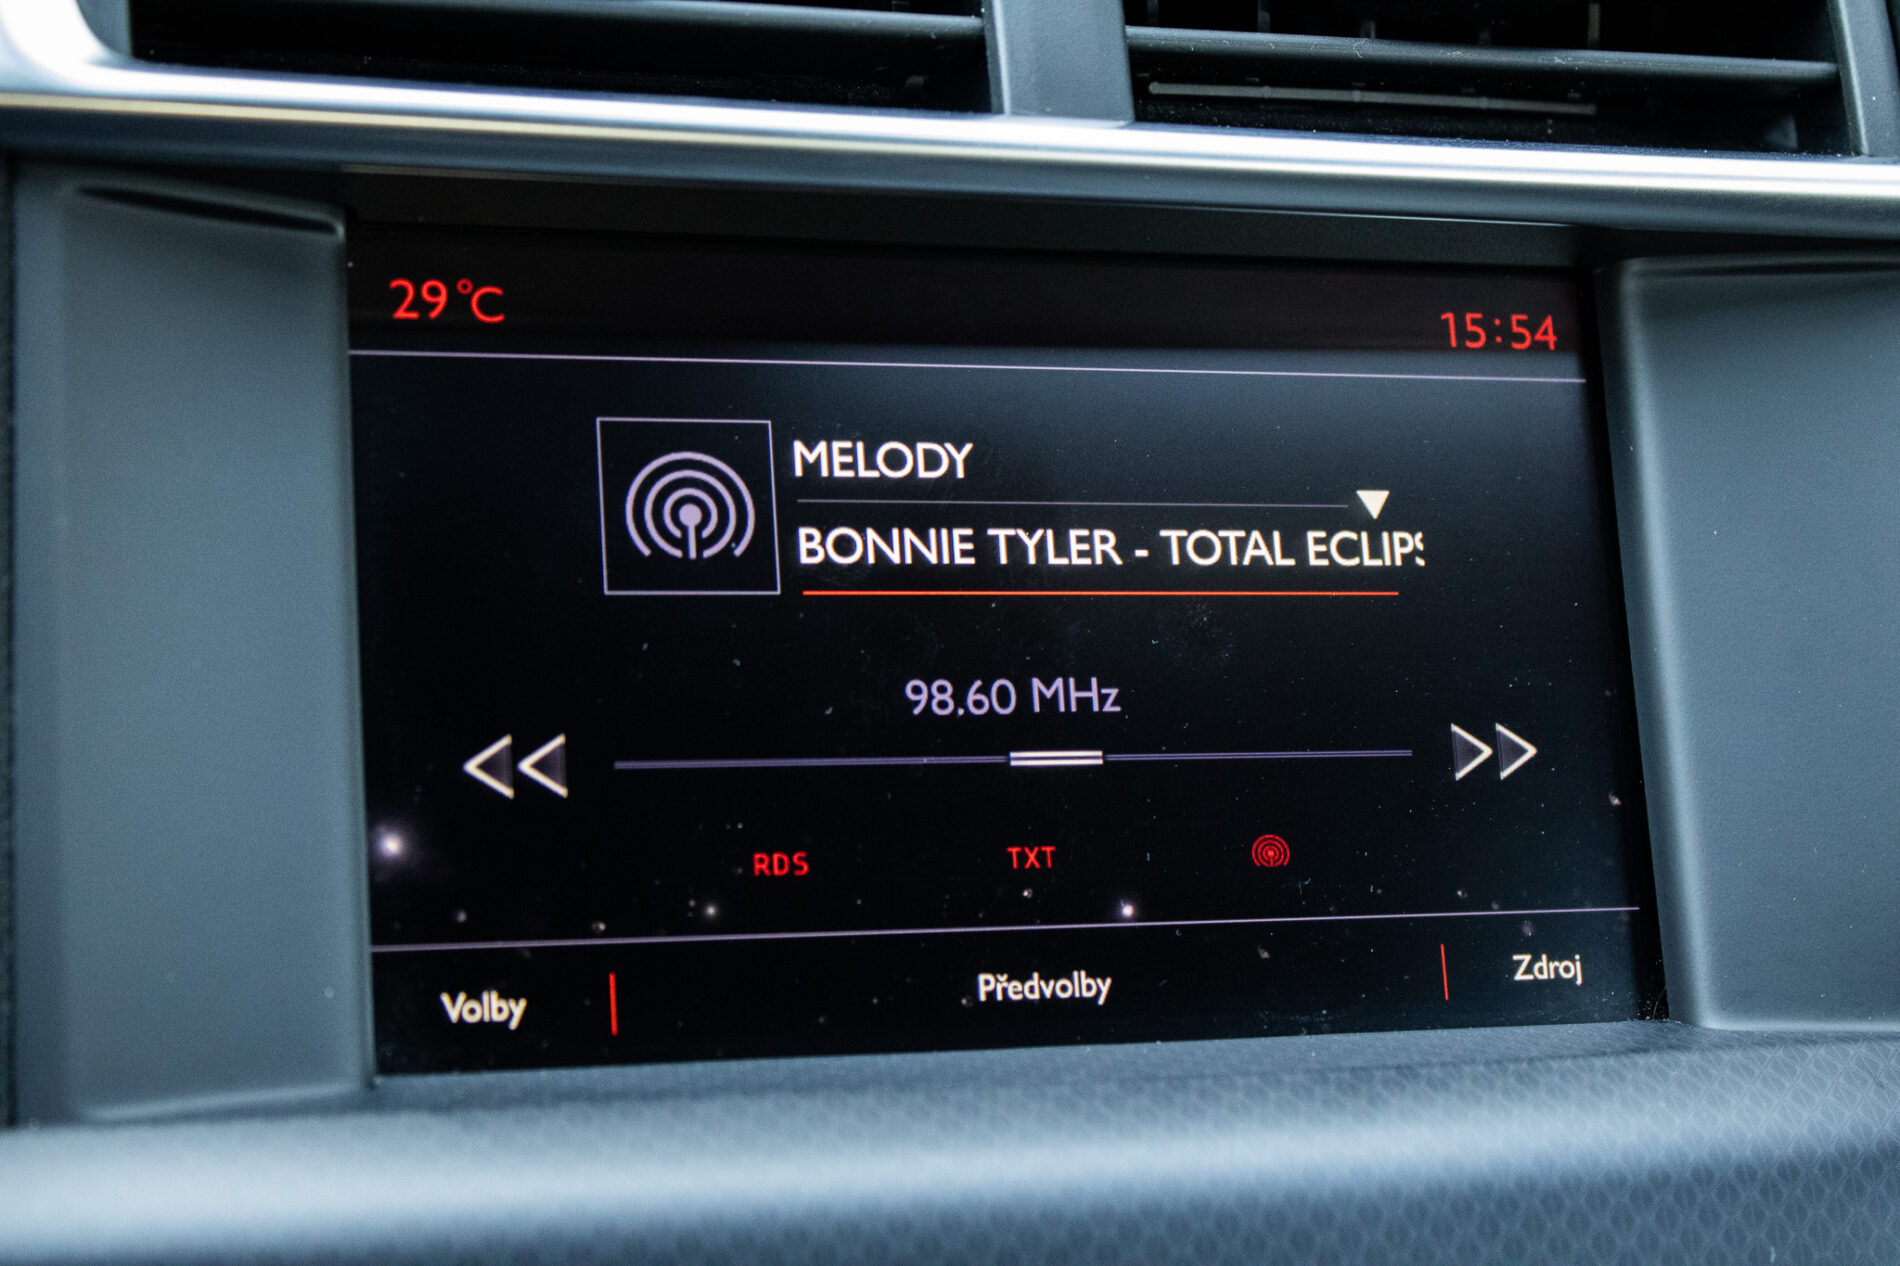 29°C
15:54
MELODY
BONNIE TYLER - TOTAL ECLIPS
98.60 MHz
RDS
TXT
Volby
Předvolby
Zdroj